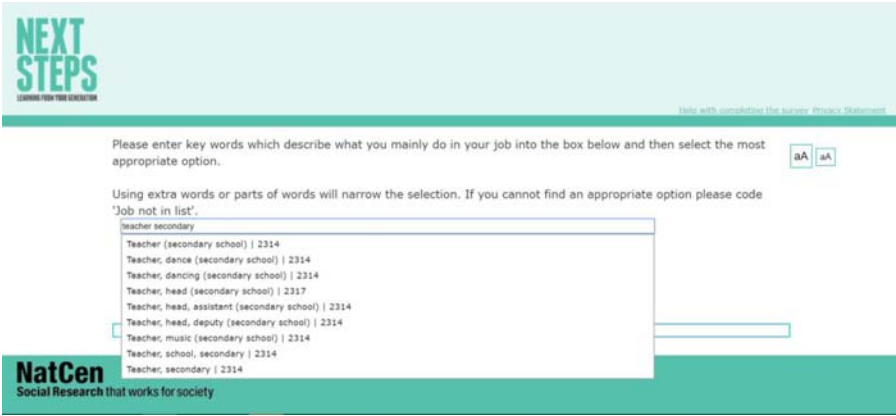 NEXT
STEPS
LEARNING FROM YOUR GENERATION
Help with completing the survey Privacy Statement
Please enter key words which describe what you mainly do in your job into the box below and then select the most
appropriate option.
aA aA
Using extra words or parts of words will narrow the selection. If you cannot find an appropriate option please code
'Job not in list'.
teacher secondary
Teacher (secondary school) | 2314
Teacher, dance (secondary school) | 2314
Teacher, dancing (secondary school) | 2314
Teacher, head (secondary school) | 2317
Teacher, head, assistant (secondary school) | 2314
Teacher, head, deputy (secondary school) | 2314
Teacher, music (secondary school) | 2314
Teacher, school, secondary | 2314
Teacher, secondary | 2314
NatCen
Social Research that works for society